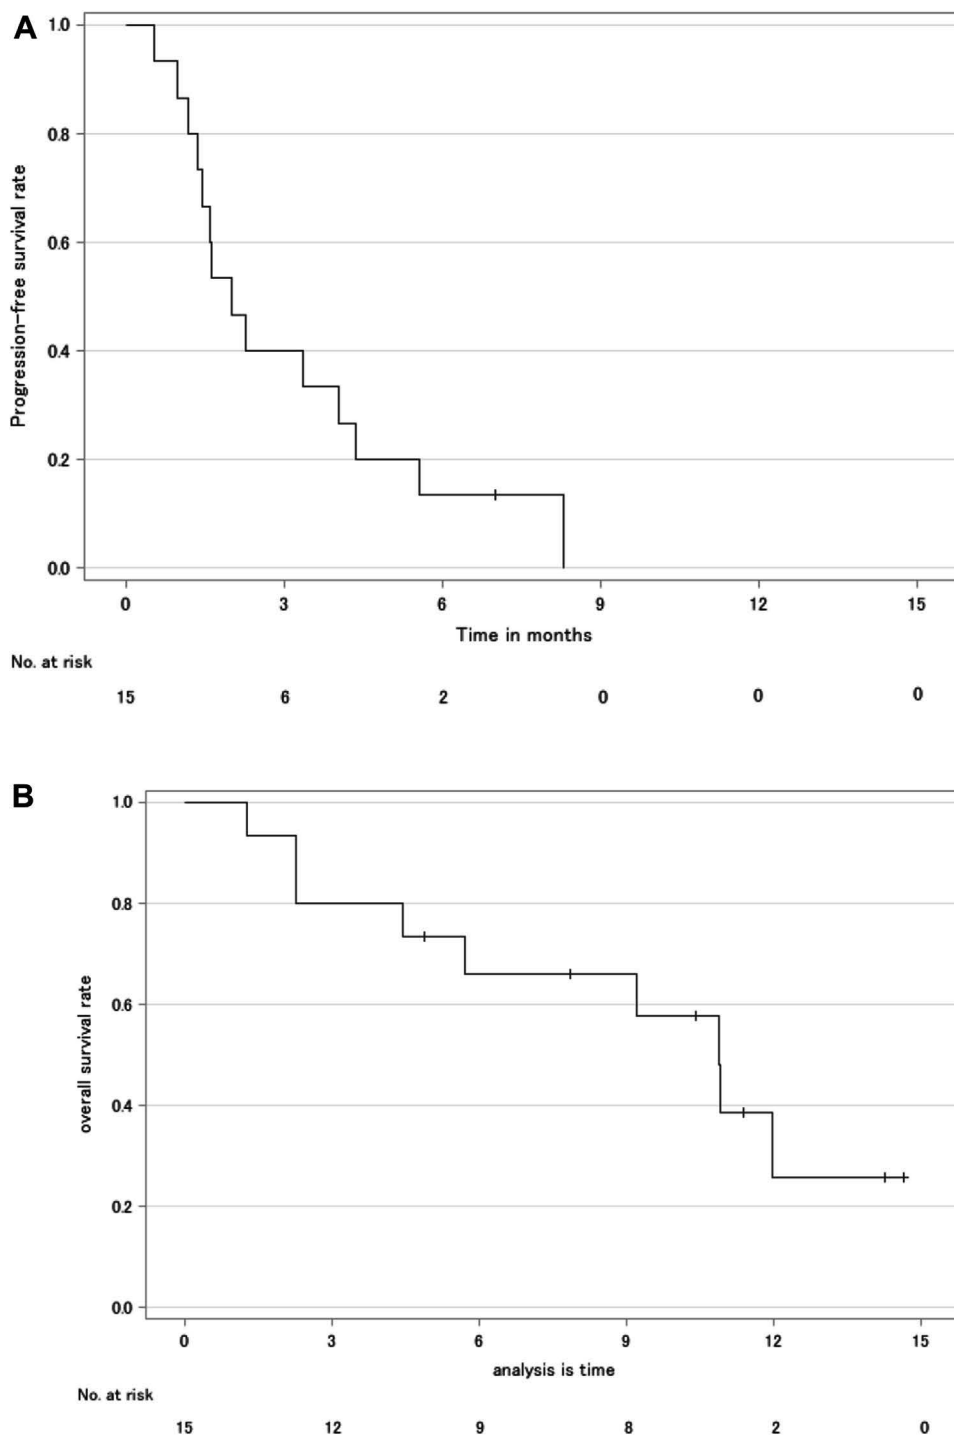 A
Progression-free survival rate
1.0
0.8
0.6
0.4
0.2
0.0
0 3 6 9 12 15
Time in months
No. at risk
15 6 2 0 0 0
B
overall survival rate
1.0
0.8
0.6
0.4
0.2
0.0
0 3 6 9 12 15
analysis is time
No. at risk
15 12 9 8 2 0